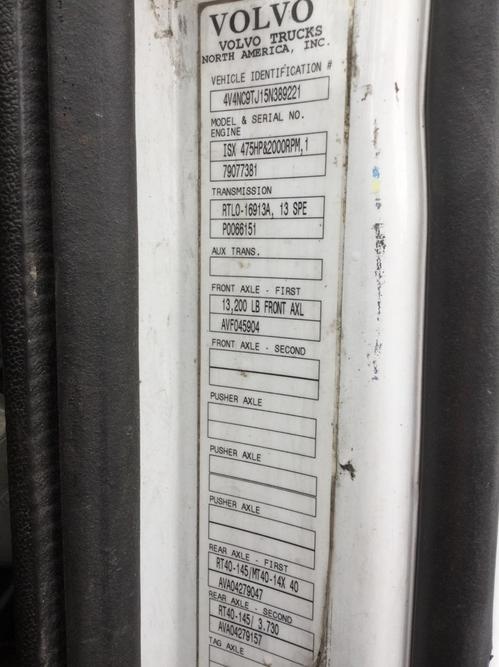 VOLVO
VOLVO TRUCKS
NORTH AMERICA, INC.
VEHICLE IDENTIFICATION #
4V4NC9TJ15N389221
MODEL & SERIAL NO.
ENGINE
ISX 475HP&2000RPM,1
79077381
TRANSMISSION
RTLO-16913A, 13 SPE
P0066151
AUX TRANS.
FRONT AXLE - FIRST
13,200 LB FRONT AXL
AVF045904
FRONT AXLE - SECOND
PUSHER AXLE
PUSHER AXLE
PUSHER AXLE
REAR AXLE - FIRST
RT40-145/MT40-14X 40
AVA04279047
REAR AXLE - SECOND
RT40-145/ 3.730
AVA04279157
TAG AXLE